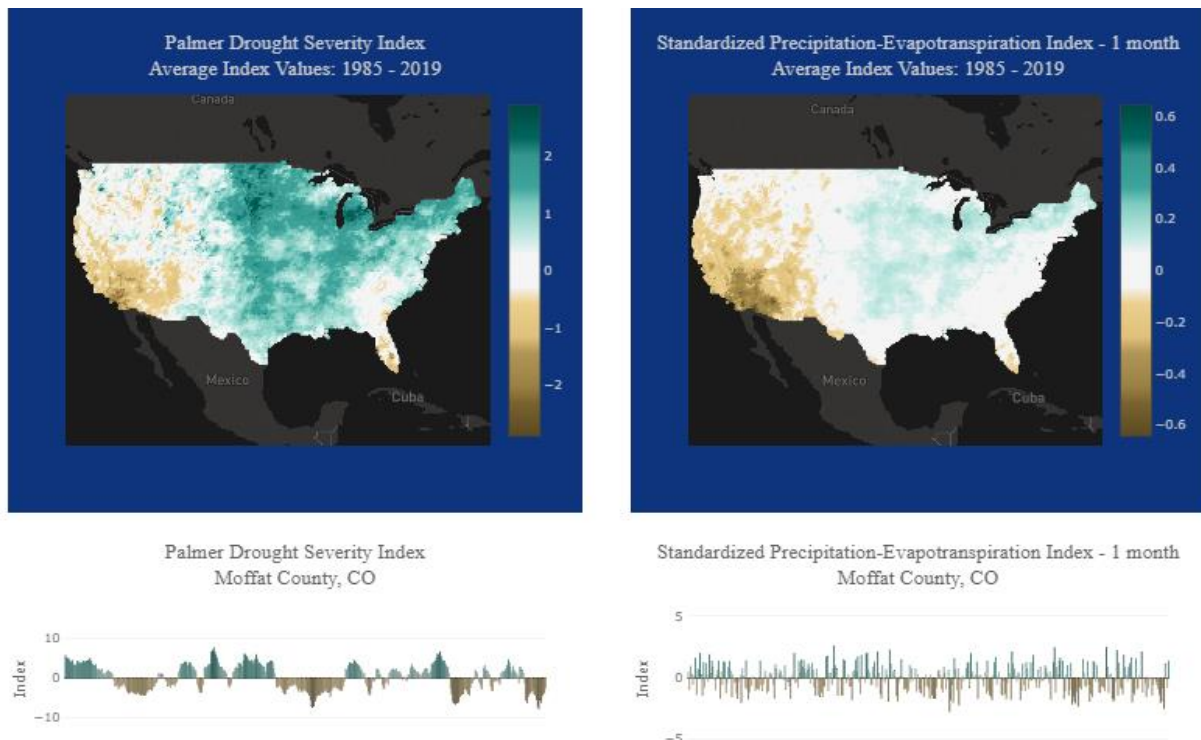 Palmer Drought Severity Index
Average Index Values: 1985 - 2019
Canada
Mexico
Cuba
2
1
0
−1
−2
Standardized Precipitation-Evapotranspiration Index - 1 month
Average Index Values: 1985 - 2019
Canada
Mexico
Cuba
0.6
0.4
0.2
0
−0.2
−0.4
−0.6
Palmer Drought Severity Index
Moffat County, CO
Index
10
0
−10
Standardized Precipitation-Evapotranspiration Index - 1 month
Moffat County, CO
Index
5
0
−5